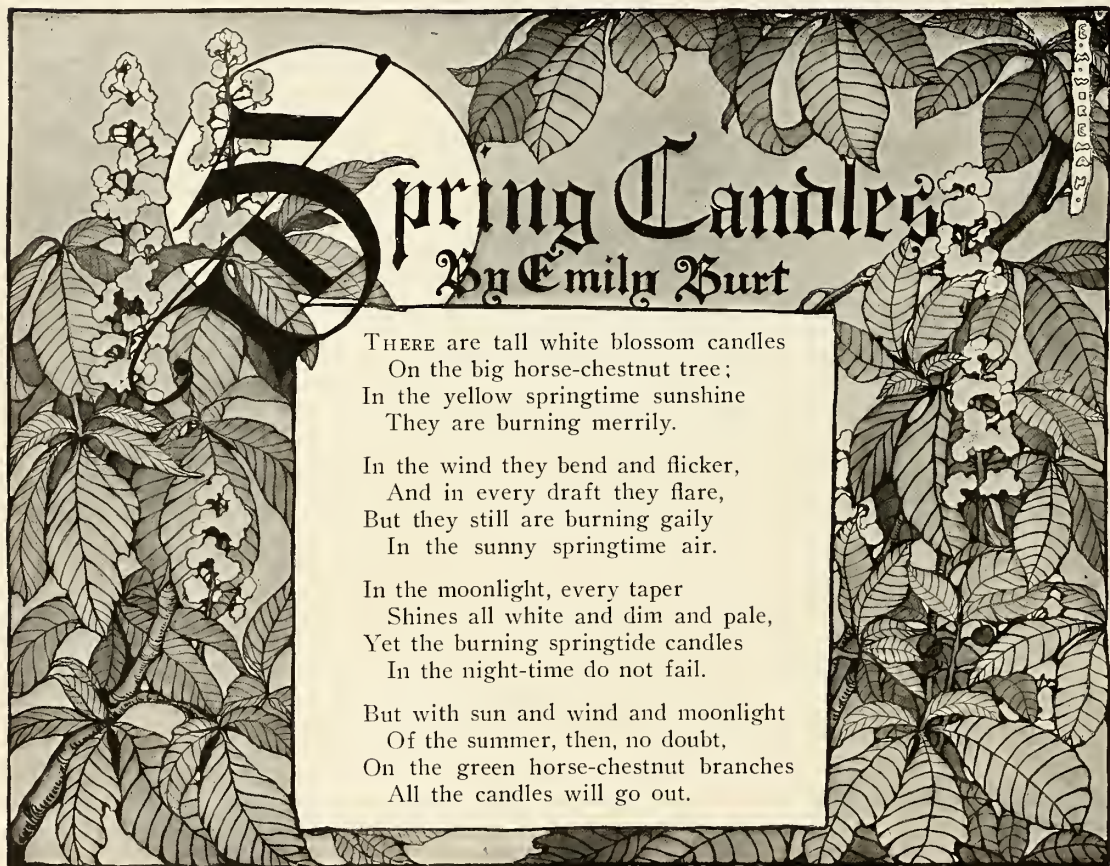 Spring Candles
By Emily Burt
THERE are tall white blossom candles
On the big horse-chestnut tree;
In the yellow springtime sunshine
They are burning merrily.
In the wind they bend and flicker,
And in every draft they flare,
But they still are burning gaily
In the sunny springtime air.
In the moonlight, every taper
Shines all white and dim and pale,
Yet the burning springtide candles
In the night-time do not fail.
But with sun and wind and moonlight
Of the summer, then, no doubt,
On the green horse-chestnut branches
All the candles will go out.